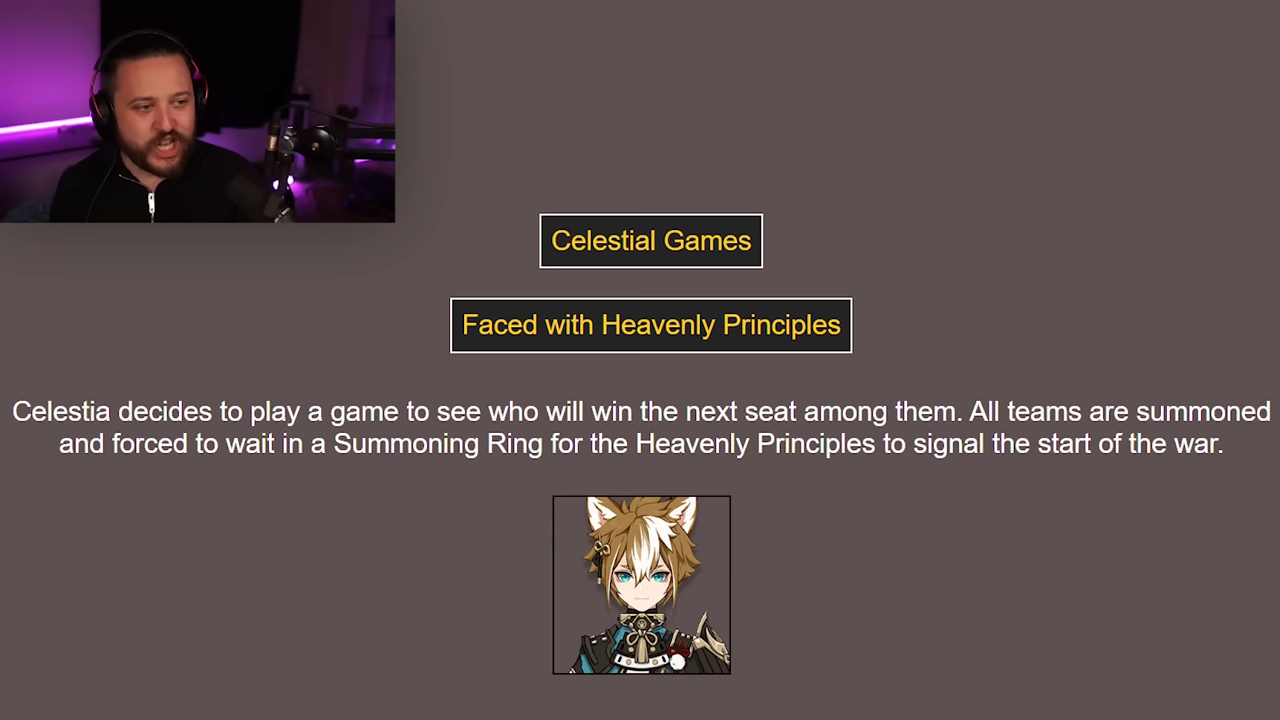 Celestial Games
Faced with Heavenly Principles
Celestia decides to play a game to see who will win the next seat among them. All teams are summoned
and forced to wait in a Summoning Ring for the Heavenly Principles to signal the start of the war.